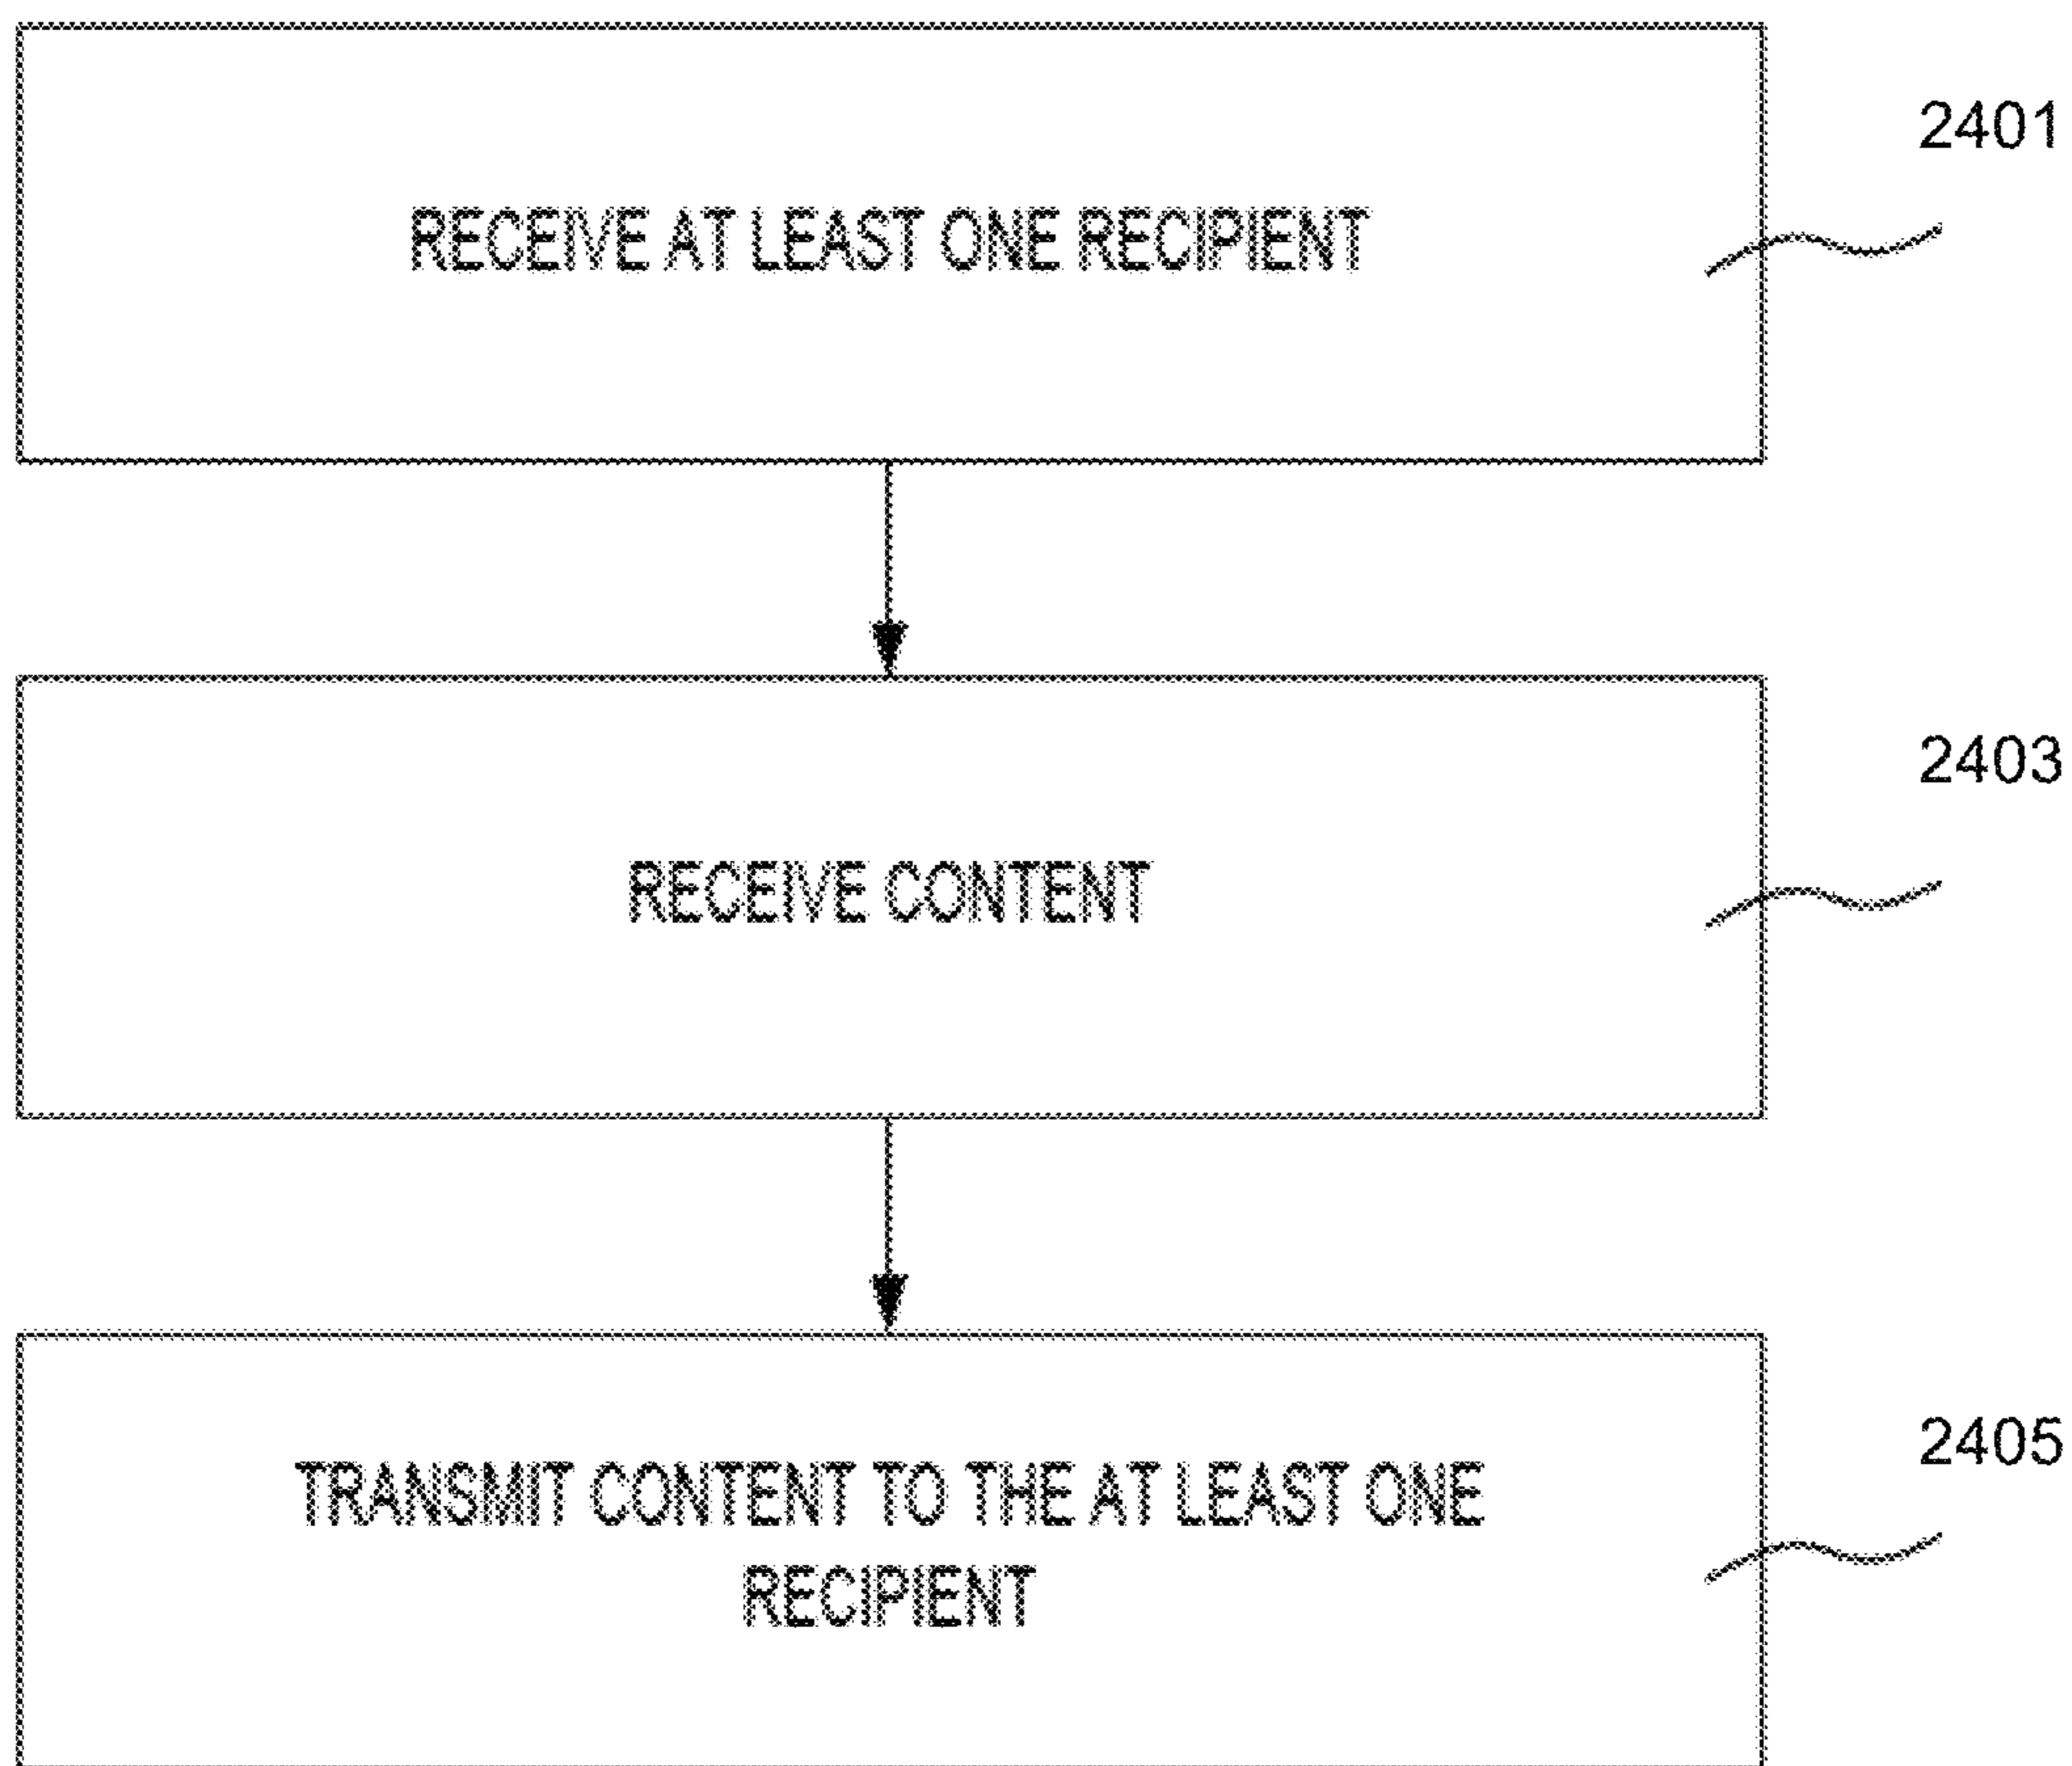 2401
RECEIVE AT LEAST ONE RECIPIENT
2403
RECEIVE CONTENT
2405
TRANSMIT CONTENT TO THE AT LEAST ONE
RECIPIENT